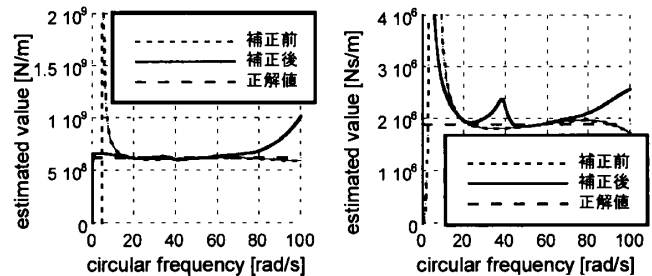 estimated value [N/m]
2 10⁹
1.5 10⁹
1 10⁹
5 10⁸
0
0 20 40 60 80 100
circular frequency [rad/s]
補正前
補正後
正解値
estimated value [Ns/m]
4 10⁶
3 10⁶
2 10⁶
1 10⁶
0
0 20 40 60 80 100
circular frequency [rad/s]
補正前
補正後
正解値